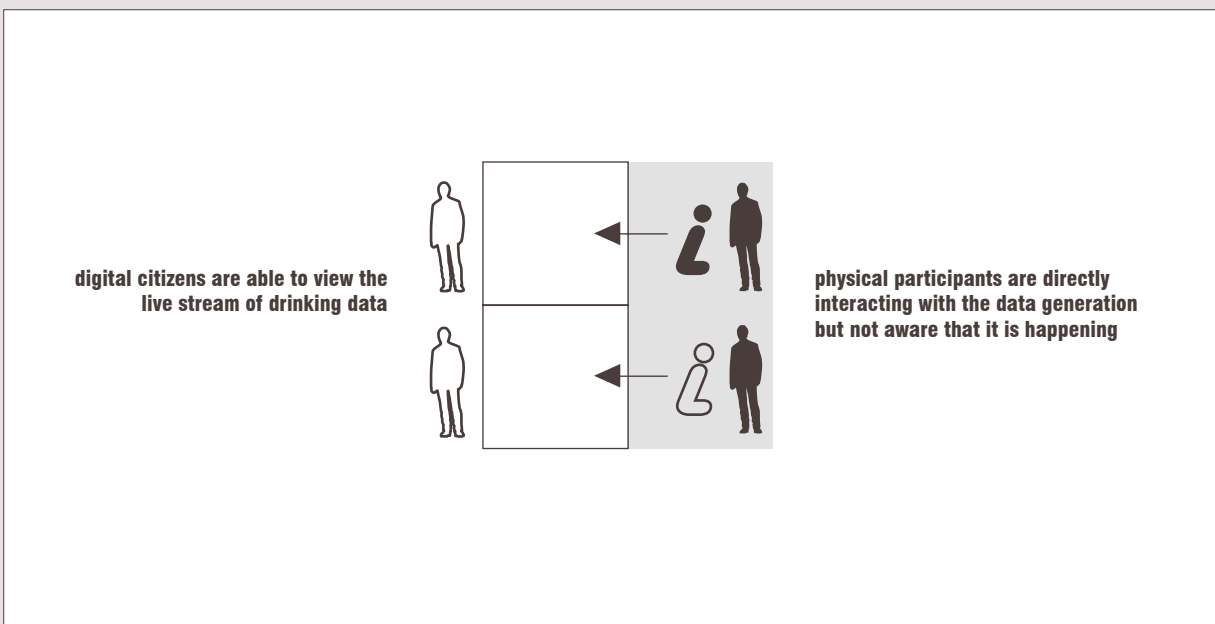 digital citizens are able to view the
live stream of drinking data
physical participants are directly
interacting with the data generation
but not aware that it is happening